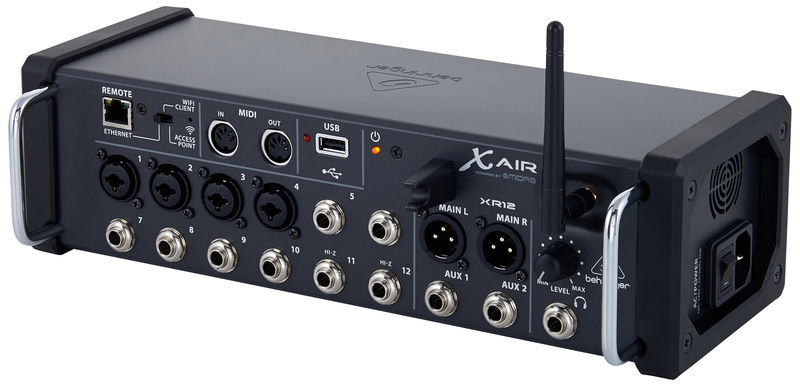 behringer
REMOTE
ETHERNET
WIFI
CLIENT
ACCESS
POINT
MIDI
IN
OUT
USB
X AIR
POWERED BY MIDAS
XR12
1
2
3
4
5
MAIN L
MAIN R
7
8
9
10
HI-Z
11
HI-Z
12
AUX 1
AUX 2
MIN
LEVEL
MAX
behringer
AC/POWER